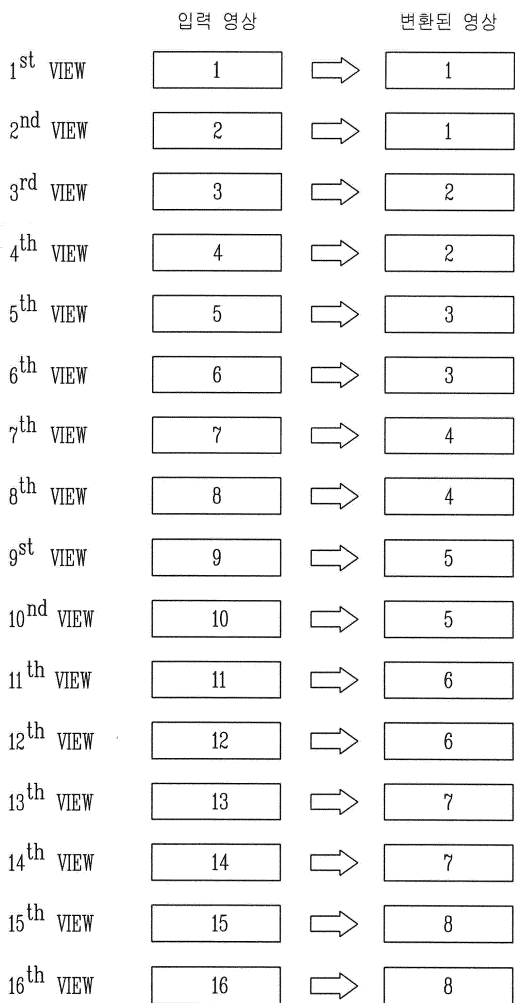 입력 영상 변환된 영상
1st VIEW 1 1
2nd VIEW 2 1
3rd VIEW 3 2
4th VIEW 4 2
5th VIEW 5 3
6th VIEW 6 3
7th VIEW 7 4
8th VIEW 8 4
9st VIEW 9 5
10nd VIEW 10 5
11th VIEW 11 6
12th VIEW 12 6
13th VIEW 13 7
14th VIEW 14 7
15th VIEW 15 8
16th VIEW 16 8